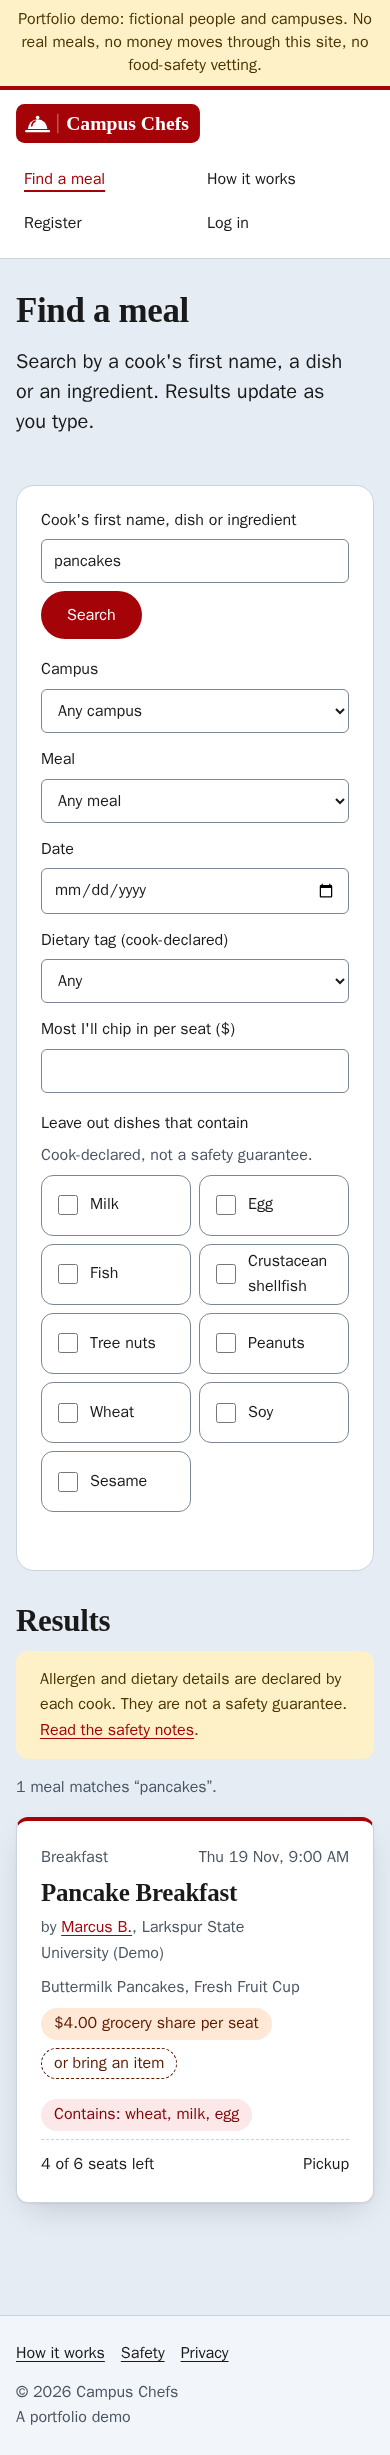 Portfolio demo: fictional people and campuses. No
real meals, no money moves through this site, no
food-safety vetting.
Campus Chefs
Find a meal
How it works
Register
Log in
Find a meal
Search by a cook's first name, a dish
or an ingredient. Results update as
you type.
Cook's first name, dish or ingredient
pancakes
Search
Campus
Any campus
Meal
Any meal
Date
mm/dd/yyyy
Dietary tag (cook-declared)
Any
Most I'll chip in per seat ($)
Leave out dishes that contain
Cook-declared, not a safety guarantee.
Milk
Egg
Fish
Crustacean
shellfish
Tree nuts
Peanuts
Wheat
Soy
Sesame
Results
Allergen and dietary details are declared by
each cook. They are not a safety guarantee.
Read the safety notes.
1 meal matches “pancakes”.
Breakfast
Thu 19 Nov, 9:00 AM
Pancake Breakfast
by Marcus B., Larkspur State
University (Demo)
Buttermilk Pancakes, Fresh Fruit Cup
$4.00 grocery share per seat
or bring an item
Contains: wheat, milk, egg
4 of 6 seats left
Pickup
How it works
Safety
Privacy
© 2026 Campus Chefs
A portfolio demo